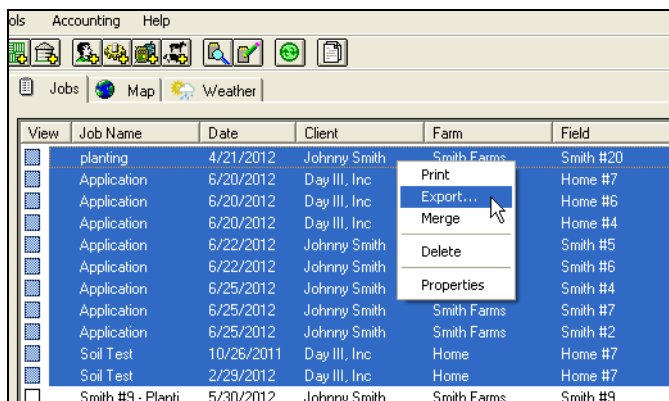 ols Accounting Help
Jobs Map Weather
View Job Name Date Client Farm Field
planting 4/21/2012 Johnny Smith Smith Farms Smith #20
Application 6/20/2012 Day III, Inc Home #7
Application 6/20/2012 Day III, Inc Home #6
Application 6/20/2012 Day III, Inc Home #4
Application 6/22/2012 Johnny Smith Smith #5
Application 6/22/2012 Johnny Smith Smith #6
Application 6/25/2012 Johnny Smith Smith #4
Application 6/25/2012 Johnny Smith Smith Farms Smith #7
Application 6/25/2012 Johnny Smith Smith Farms Smith #2
Soil Test 10/26/2011 Day III, Inc Home Home #7
Soil Test 2/29/2012 Day III, Inc Home Home #7
Smith #9 - Planti 5/30/2012 Johnny Smith Smith Farms Smith #9
Print
Export...
Merge
Delete
Properties